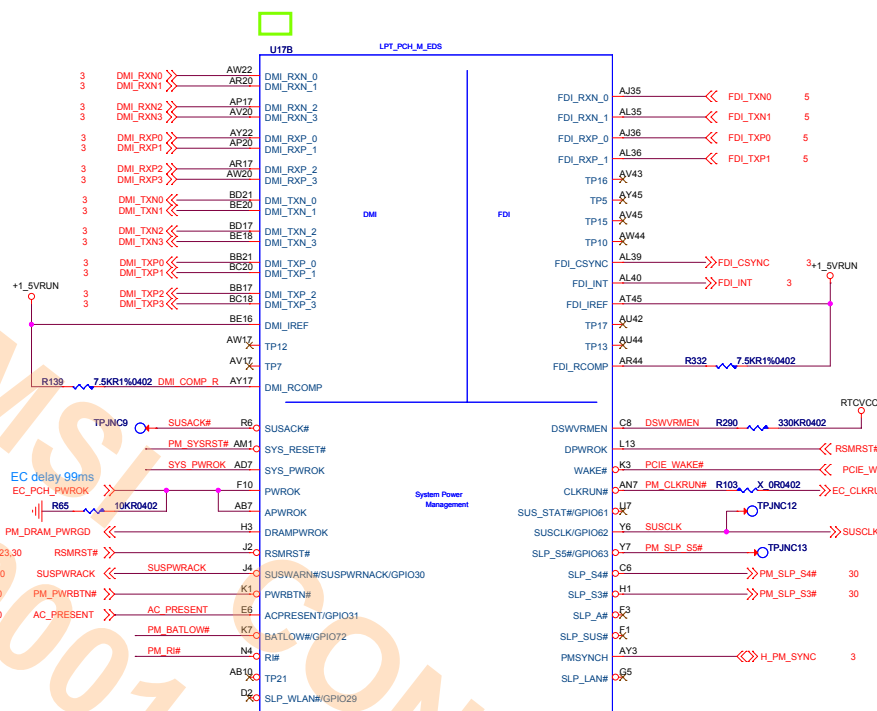 U17B LPT_PCH_M_EDS
3 DMI_RXN0 AW22 DMI_RXN_0
3 DMI_RXN1 AR20 DMI_RXN_1
AJ35 FDI_RXN_0 FDI_TXN0 5
3 DMI_RXN2 AP17 DMI_RXN_2
3 DMI_RXN3 AV20 DMI_RXN_3
FDI_RXN_1 AL35 FDI_TXN1 5
3 DMI_RXP0 AY22 DMI_RXP_0
3 DMI_RXP1 AP20 DMI_RXP_1
FDI_RXP_0 AJ36 FDI_TXP0 5
FDI_RXP_1 AL36 FDI_TXP1 5
3 DMI_RXP2 AR17 DMI_RXP_2
3 DMI_RXP3 AW20 DMI_RXP_3
TP16 AV43
3 DMI_TXN0 BD21 DMI_TXN_0
3 DMI_TXN1 BE20 DMI_TXN_1
TP5 AY45
DMI FDI
TP15 AV45
3 DMI_TXN2 BD17 DMI_TXN_2
3 DMI_TXN3 BE18 DMI_TXN_3
TP10 AW44
3 DMI_TXP0 BB21 DMI_TXP_0
3 DMI_TXP1 BC20 DMI_TXP_1
FDI_CSYNC AL39 FDI_CSYNC 3
+1_5VRUN
FDI_INT AL40 FDI_INT 3
+1_5VRUN
3 DMI_TXP2 BB17 DMI_TXP_2
3 DMI_TXP3 BC18 DMI_TXP_3
FDI_IREF AT45
BE16 DMI_IREF
TP17 AU42
AW17 TP12
TP13 AU44
AV17 TP7
FDI_RCOMP AR44 R332 7.5KR1%0402
R139 7.5KR1%0402 DMI_COMP_R AY17 DMI_RCOMP
RTCVCC
TPJNC9 SUSACK# R6 SUSACK#
DSWVRMEN C8 DSWVRMEN R290 330KR0402
PM_SYSRST# AM1 SYS_RESET#
DPWROK L13 RSMRST#
SYS_PWROK AD7 SYS_PWROK
WAKE# K3 PCIE_WAKE# PCIE_W
EC delay 99ms
EC_PCH_PWROK F10 PWROK
CLKRUN# AN7 PM_CLKRUN# R103 X_0R0402 EC_CLKRU
System Power
Management
R65 10KR0402 AB7 APWROK
SUS_STAT#/GPIO61 U7 TPJNC12
PM_DRAM_PWRGD H3 DRAMPWROK
SUSCLK/GPIO62 Y6 SUSCLK SUSCLK
23,30 RSMRST# J2 RSMRST#
SLP_S5#/GPIO63 Y7 PM_SLP_S5# TPJNC13
0 SUSPWRACK SUSPWRACK J4 SUSWARN#/SUSPWRNACK/GPIO30
SLP_S4# C6 PM_SLP_S4# 30
0 PM_PWRBTN# K1 PWRBTN#
SLP_S3# H1 PM_SLP_S3# 30
0 AC_PRESENT AC_PRESENT E6 ACPRESENT/GPIO31
SLP_A# F3
PM_BATLOW# K7 BATLOW#/GPIO72
SLP_SUS# F1
PM_RI# N4 RI#
PMSYNCH AY3 H_PM_SYNC 3
AB10 TP21
SLP_LAN# G5
D2 SLP_WLAN#/GPIO29
MSI
CON
001